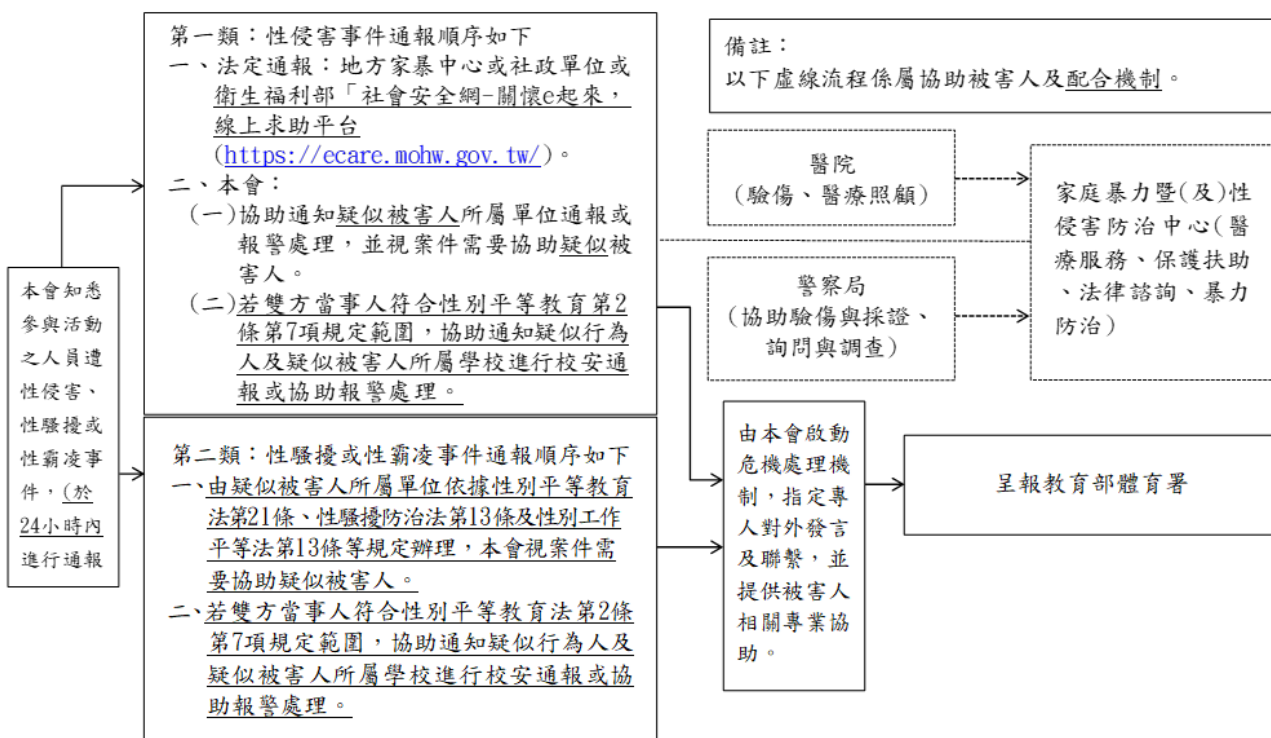 本會知悉
參與活動
之人員遭
性侵害、
性騷擾或
性霸凌事
件，(於
24小時內
進行通報
第一類：性侵害事件通報順序如下
一、法定通報：地方家暴中心或社政單位或
衛生福利部「社會安全網-關懷e起來，
線上求助平台
(https://ecare.mohw.gov.tw/)。
二、本會：
(一)協助通知疑似被害人所屬單位通報或
報警處理，並視案件需要協助疑似被
害人。
(二)若雙方當事人符合性別平等教育第2
條第7項規定範圍，協助通知疑似行為
人及疑似被害人所屬學校進行校安通
報或協助報警處理。
第二類：性騷擾或性霸凌事件通報順序如下
一、由疑似被害人所屬單位依據性別平等教育
法第21條、性騷擾防治法第13條及性別工作
平等法第13條等規定辦理，本會視案件需
要協助疑似被害人。
二、若雙方當事人符合性別平等教育法第2條
第7項規定範圍，協助通知疑似行為人及
疑似被害人所屬學校進行校安通報或協
助報警處理。
備註：
以下虛線流程係屬協助被害人及配合機制。
醫院
(驗傷、醫療照顧)
警察局
(協助驗傷與採證、
詢問與調查)
家庭暴力暨(及)性
侵害防治中心(醫
療服務、保護扶助
、法律諮詢、暴力
防治)
由本會啟動
危機處理機
制，指定專
人對外發言
及聯繫，並
提供被害人
相關專業協
助。
呈報教育部體育署